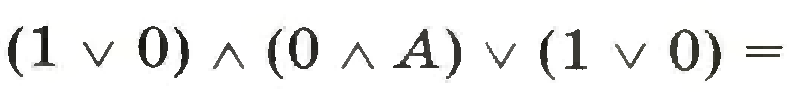 (1 ∨ 0) ∧ (0 ∧ A) ∨ (1 ∨ 0) =